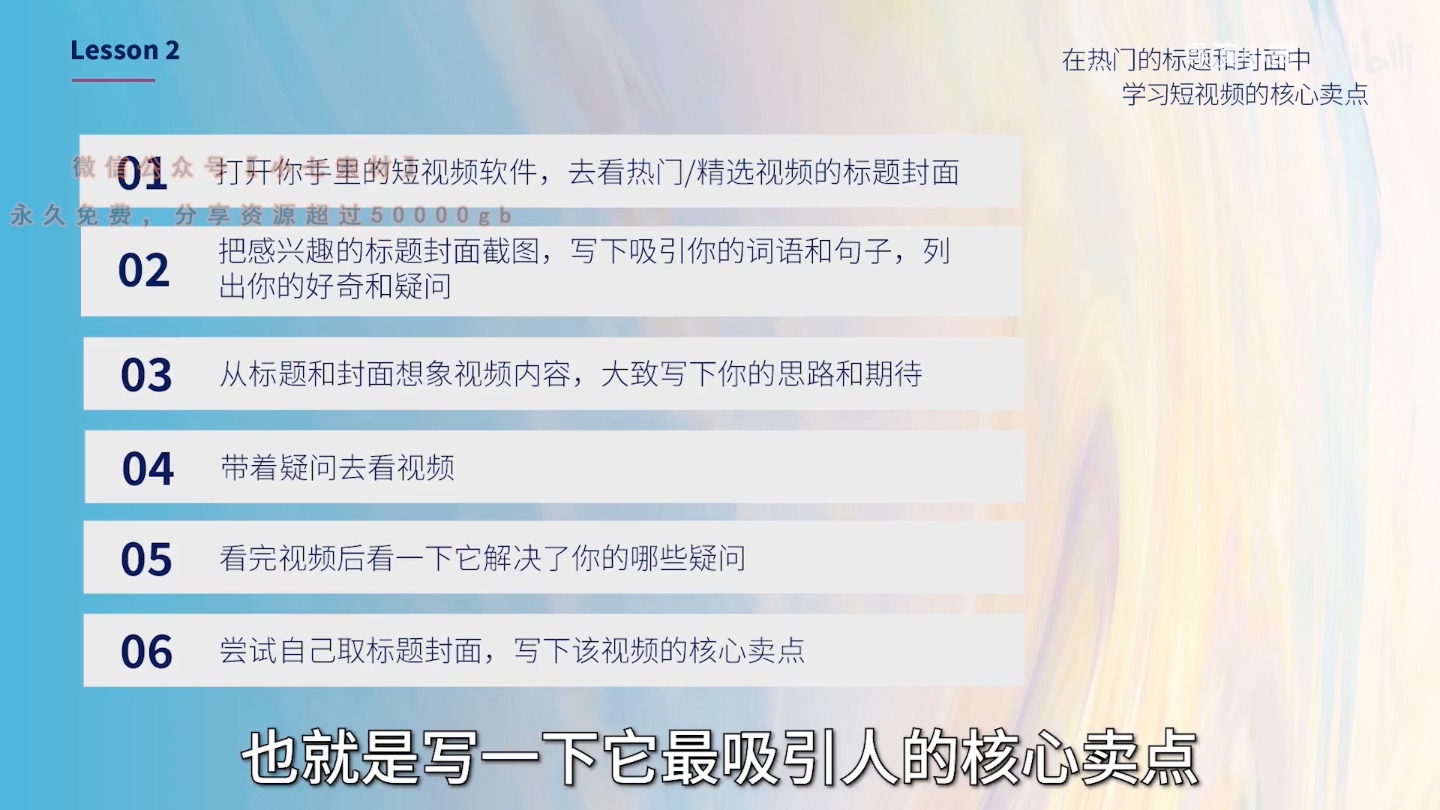 Lesson 2
在热门的标题和封面中
学习短视频的核心卖点
01 打开你手里的短视频软件，去看热门/精选视频的标题封面
微信公众号
永久免费，分享资源超过50000gb
02 把感兴趣的标题封面截图，写下吸引你的词语和句子，列
出你的好奇和疑问
03 从标题和封面想象视频内容，大致写下你的思路和期待
04 带着疑问去看视频
05 看完视频后看一下它解决了你的哪些疑问
06 尝试自己取标题封面，写下该视频的核心卖点
也就是写一下它最吸引人的核心卖点